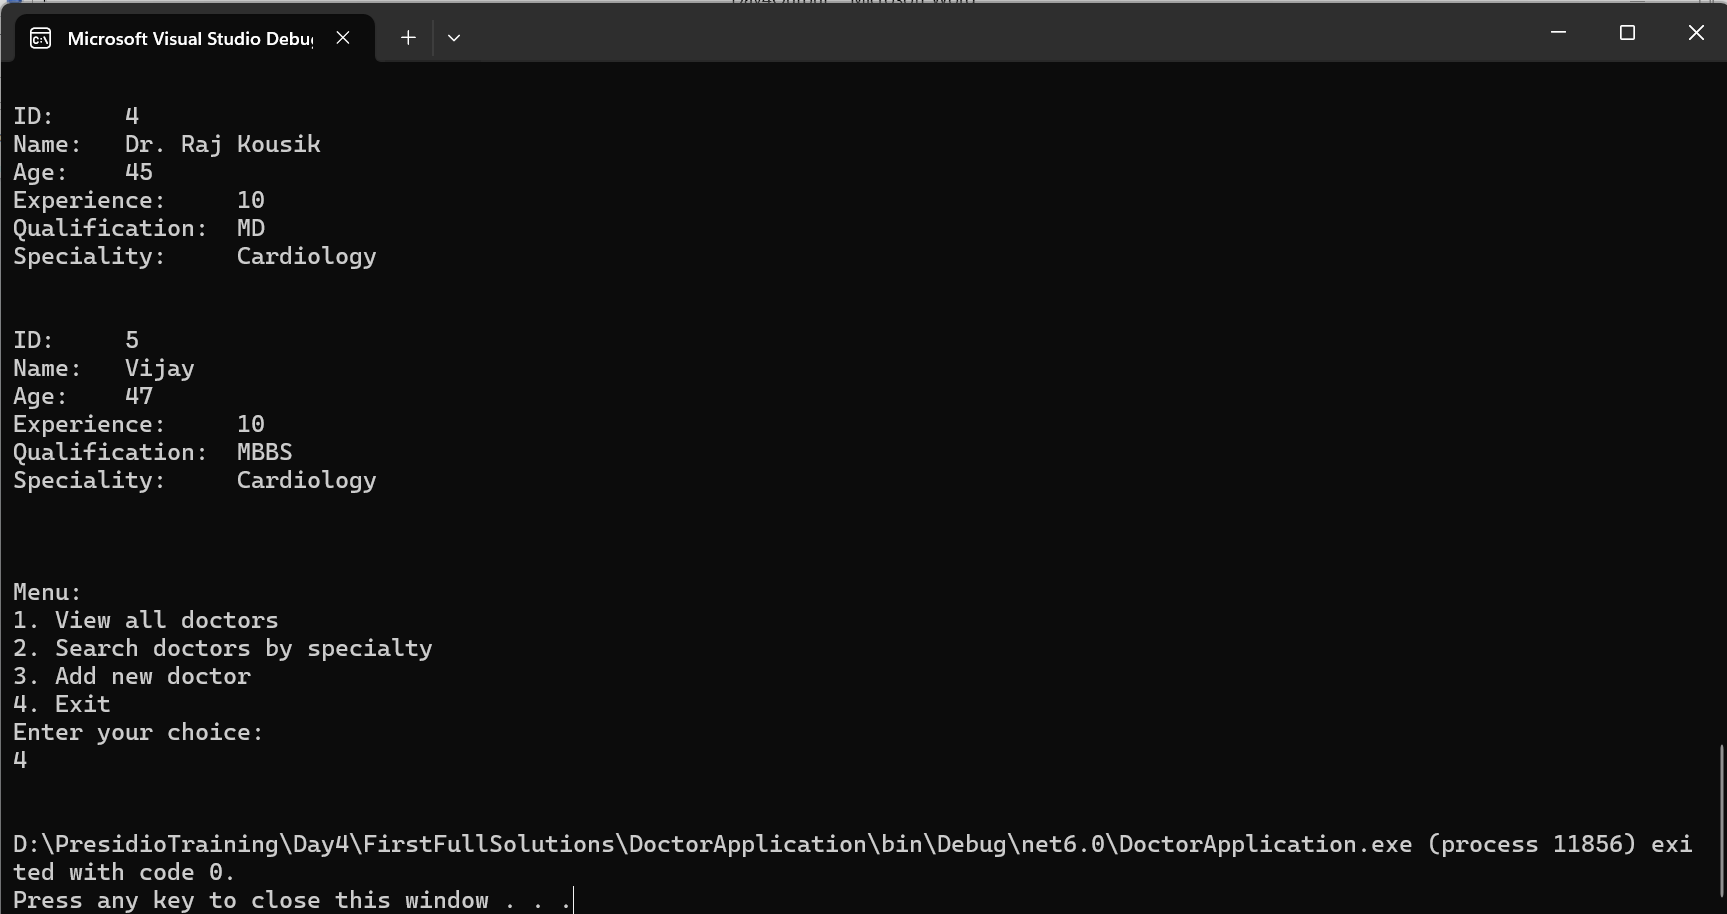 Microsoft Visual Studio Debu
ID: 4
Name: Dr. Raj Kousik
Age: 45
Experience: 10
Qualification: MD
Speciality: Cardiology
ID: 5
Name: Vijay
Age: 47
Experience: 10
Qualification: MBBS
Speciality: Cardiology
Menu:
1. View all doctors
2. Search doctors by specialty
3. Add new doctor
4. Exit
Enter your choice:
4
D:\PresidioTraining\Day4\FirstFullSolutions\DoctorApplication\bin\Debug\net6.0\DoctorApplication.exe (process 11856) exi
ted with code 0.
Press any key to close this window . . .